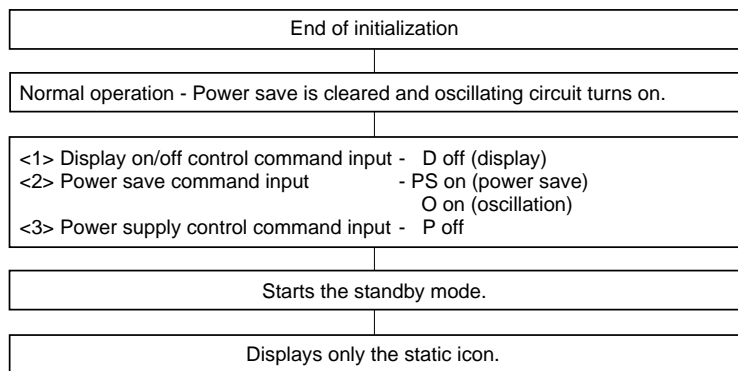 End of initialization
Normal operation - Power save is cleared and oscillating circuit turns on.
<1> Display on/off control command input - D off (display)
<2> Power save command input - PS on (power save)
O on (oscillation)
<3> Power supply control command input - P off
Starts the standby mode.
Displays only the static icon.